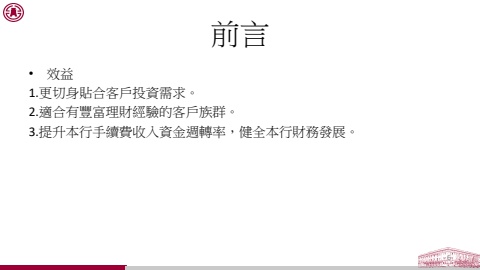 前言
• 效益
1.更切身貼合客戶投資需求。
2.適合有豐富理財經驗的客戶族群。
3.提升本行手續費收入資金週轉率，健全本行財務發展。